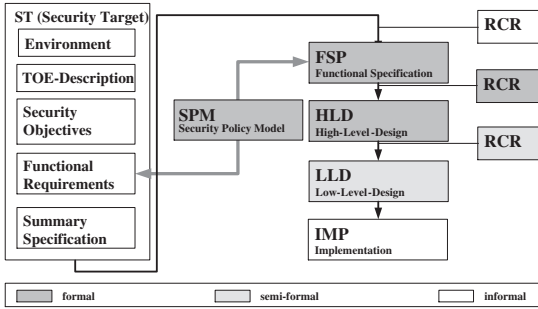 ST (Security Target)
Environment
TOE-Description
Security
Objectives
Functional
Requirements
Summary
Specification
SPM
Security Policy Model
FSP
Functional Specification
HLD
High-Level-Design
LLD
Low-Level-Design
IMP
Implementation
RCR
RCR
RCR
formal
semi-formal
informal